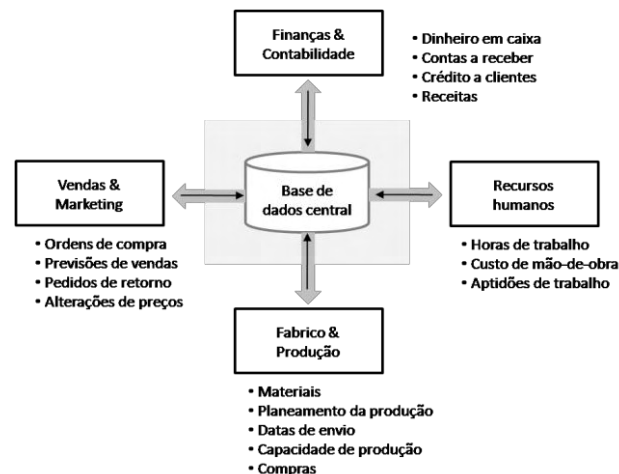 Finanças &
Contabilidade
• Dinheiro em caixa
• Contas a receber
• Crédito a clientes
• Receitas
Vendas &
Marketing
• Ordens de compra
• Previsões de vendas
• Pedidos de retorno
• Alterações de preços
Base de
dados central
Recursos
humanos
• Horas de trabalho
• Custo de mão-de-obra
• Aptidões de trabalho
Fabrico &
Produção
• Materiais
• Planeamento da produção
• Datas de envio
• Capacidade de produção
• Compras